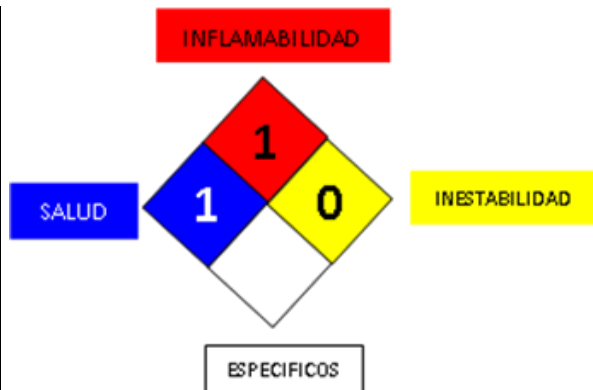 INFLAMABILIDAD
1
SALUD
1
0
INESTABILIDAD
ESPECIFICOS